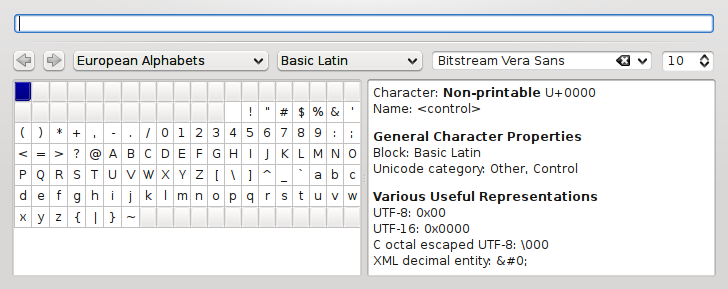 European Alphabets Basic Latin Bitstream Vera Sans 10
! " # $ % & '
( ) * + , - . / 0 1 2 3 4 5 6 7 8 9 : ;
< = > ? @ A B C D E F G H I J K L M N O
P Q R S T U V W X Y Z [ \ ] ^ _ ` a b c
d e f g h i j k l m n o p q r s t u v w
x y z { | } ~
Character: Non-printable U+0000
Name: <control>
General Character Properties
Block: Basic Latin
Unicode category: Other, Control
Various Useful Representations
UTF-8: 0x00
UTF-16: 0x0000
C octal escaped UTF-8: \000
XML decimal entity: &#0;